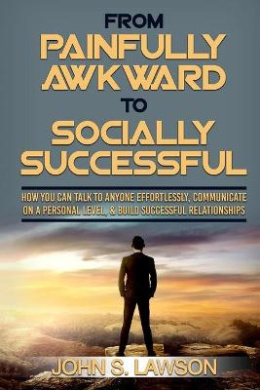 FROM
PAINFULLY
AWKWARD
TO
SOCIALLY
SUCCESSFUL
HOW YOU CAN TALK TO ANYONE EFFORTLESSLY, COMMUNICATE
ON A PERSONAL LEVEL, & BUILD SUCCESSFUL RELATIONSHIPS
JOHN S. LAWSON